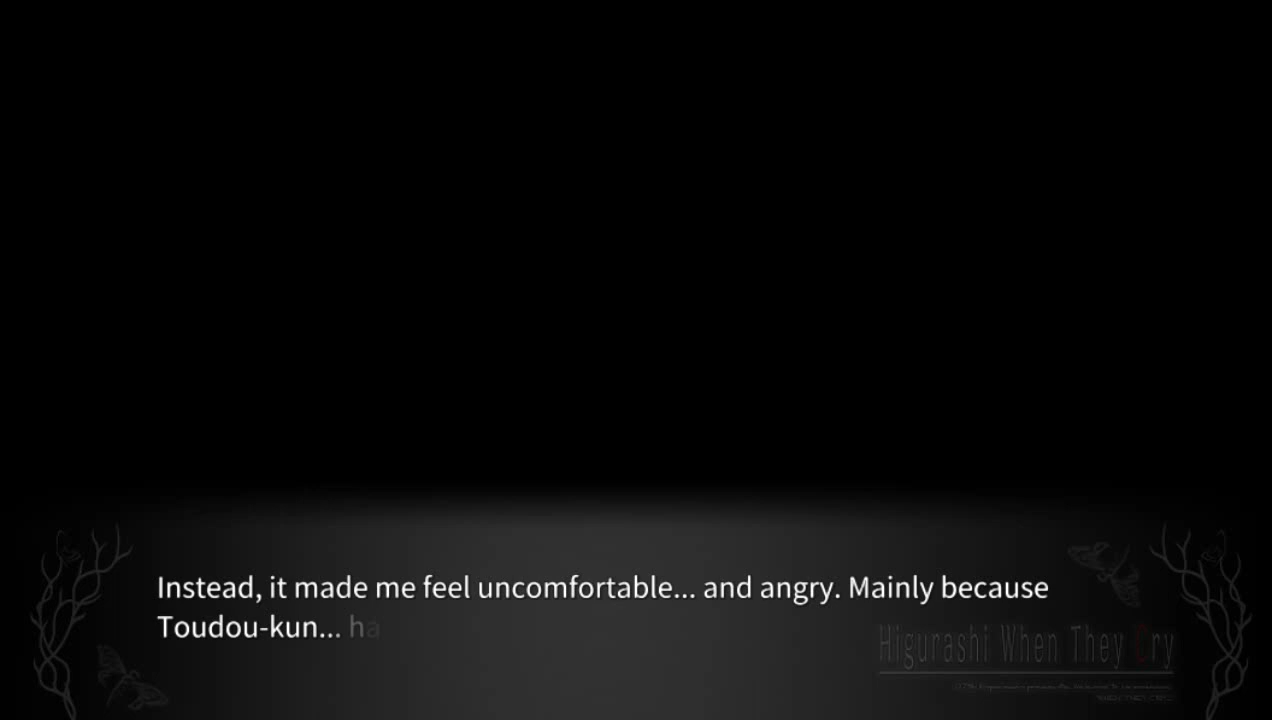 Instead, it made me feel uncomfortable... and angry. Mainly because
Toudou-kun... ha
Higurashi When They Cry